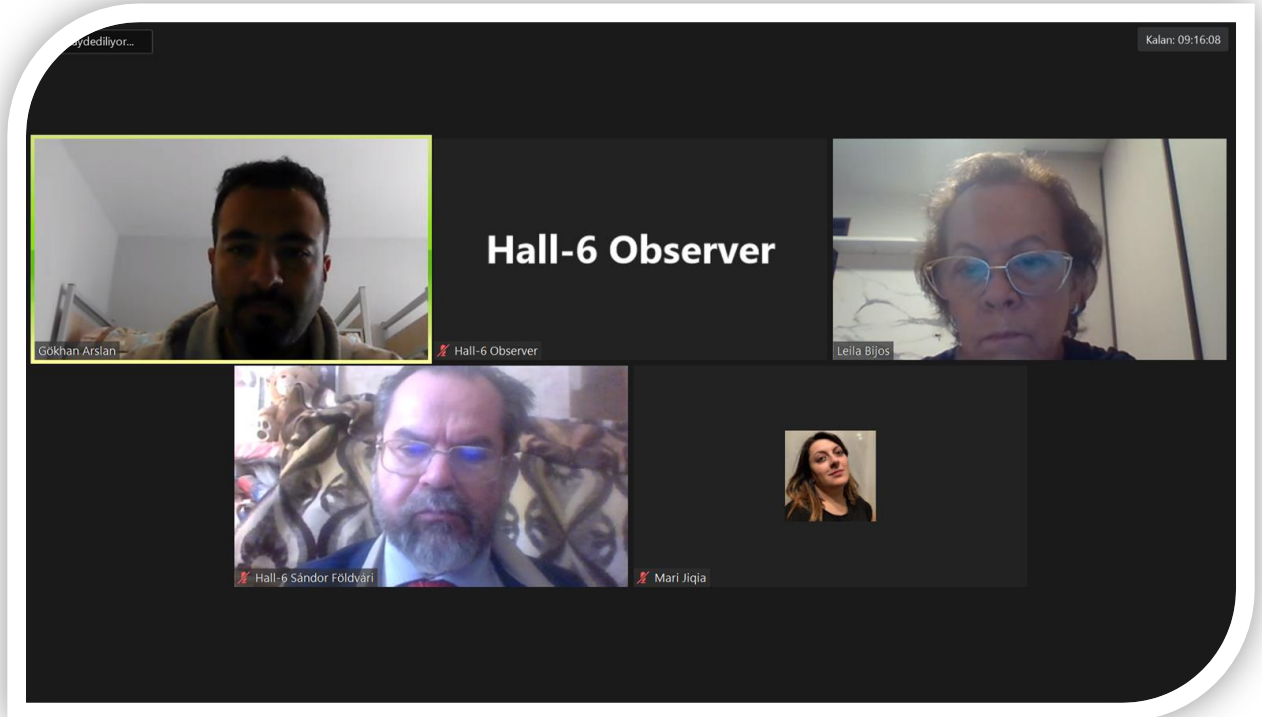 aydediliyor...
Kalan: 09:16:08
Hall-6 Observer
Gökhan Arslan
Hall-6 Observer
Leila Bijos
Hall-6 Sándor Földvári
Mari Jiqia